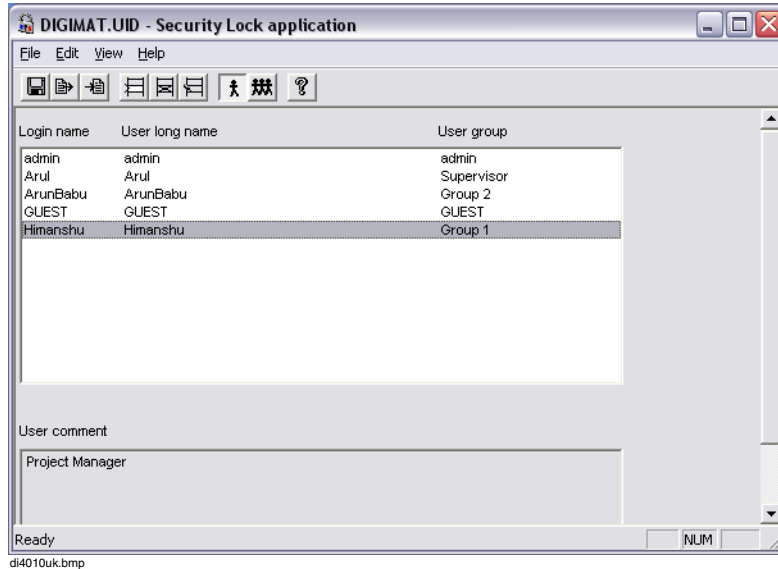 DIGIMAT.UID - Security Lock application
File Edit View Help
Login name User long name User group
admin admin admin
Arul Arul Supervisor
ArunBabu ArunBabu Group 2
GUEST GUEST GUEST
Himanshu Himanshu Group 1
User comment
Project Manager
Ready NUM
di4010uk.bmp